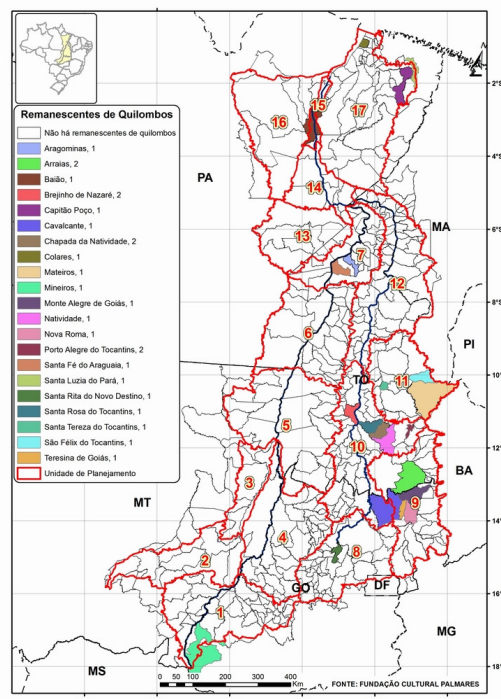 Remanescentes de Quilombos
Não há remanescentes de quilombos
Aragominas, 1
Arraias, 2
Baião, 1
Brejinho de Nazaré, 2
Capitão Poço, 1
Cavalcante, 1
Chapada da Natividade, 2
Colares, 1
Mateiros, 1
Mineiros, 1
Monte Alegre de Goiás, 1
Natividade, 1
Nova Roma, 1
Porto Alegre do Tocantins, 2
Santa Fé do Araguaia, 1
Santa Luzia do Pará, 1
Santa Rita do Novo Destino, 1
Santa Rosa do Tocantins, 1
Santa Tereza do Tocantins, 1
São Félix do Tocantins, 1
Teresina de Goiás, 1
Unidade de Planejamento
2°S
4°S
6°S
8°S
10°S
12°S
14°S
16°S
18°S
16
15
17
14
PA
MA
13
7
12
6
PI
TO
11
5
10
BA
3
9
MT
4
8
2
GO
DF
1
MG
MS
0 50 100 200 300 400
Km
FONTE: FUNDAÇÃO CULTURAL PALMARES